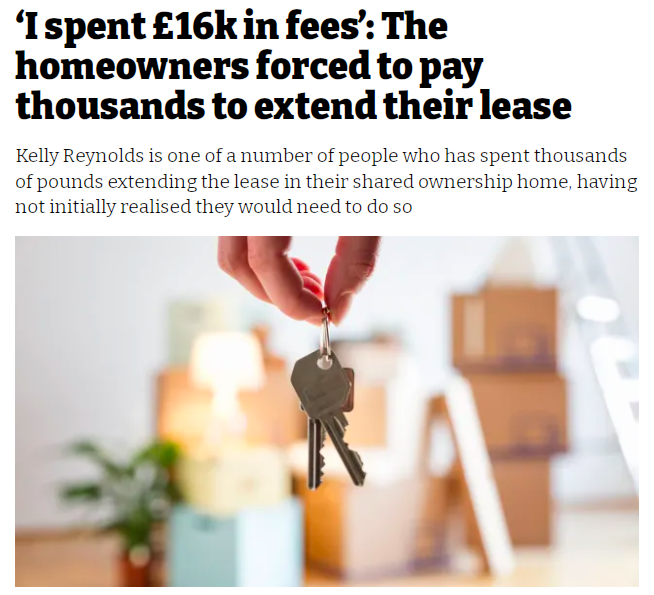 ‘I spent £16k in fees’: The
homeowners forced to pay
thousands to extend their lease
Kelly Reynolds is one of a number of people who has spent thousands
of pounds extending the lease in their shared ownership home, having
not initially realised they would need to do so